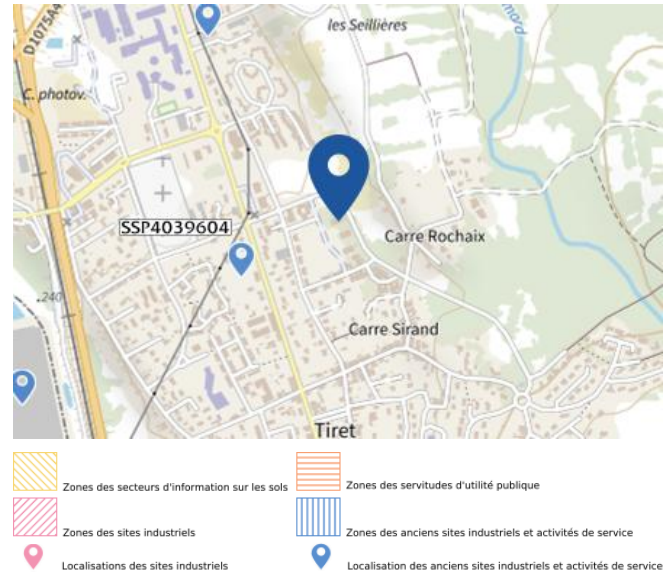 les Seillières
D1075A4
C. photov.
SSP4039604
Carre Rochaix
240
Carre Sirand
Tiret
Zones des secteurs d'information sur les sols
Zones des servitudes d'utilité publique
Zones des sites industriels
Zones des anciens sites industriels et activités de service
Localisations des sites industriels
Localisation des anciens sites industriels et activités de service